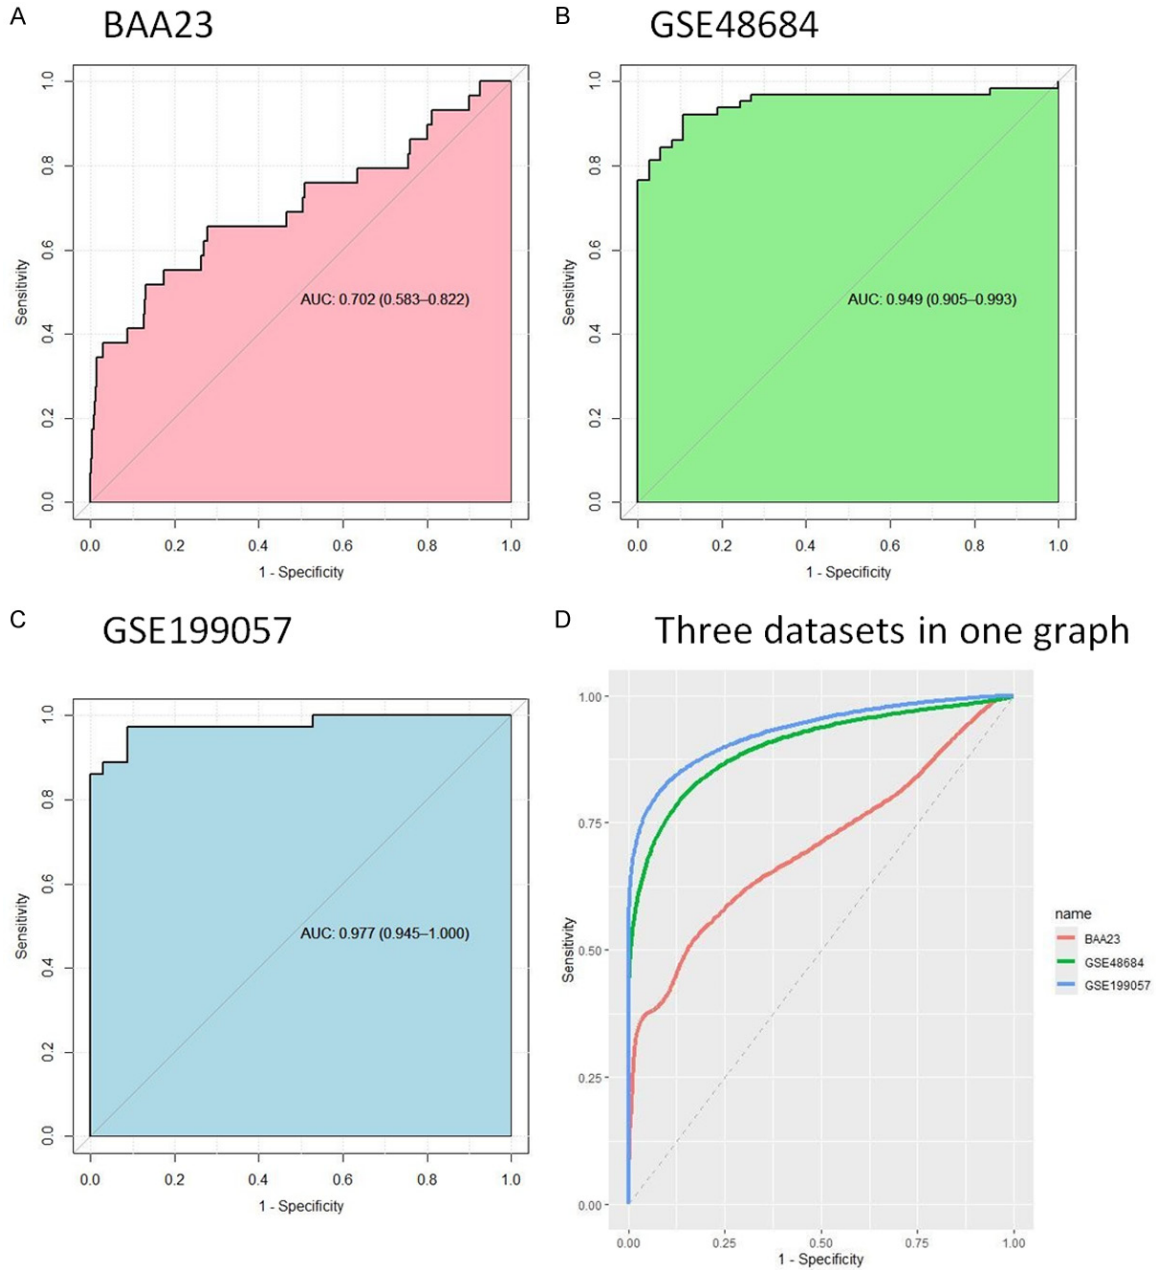 A
BAA23
1.0
0.8
0.6
0.4
0.2
0.0
Sensitivity
AUC: 0.702 (0.583–0.822)
0.0 0.2 0.4 0.6 0.8 1.0
1 - Specificity
B
GSE48684
1.0
0.8
0.6
0.4
0.2
0.0
Sensitivity
AUC: 0.949 (0.905–0.993)
0.0 0.2 0.4 0.6 0.8 1.0
1 - Specificity
C
GSE199057
1.0
0.8
0.6
0.4
0.2
0.0
Sensitivity
AUC: 0.977 (0.945–1.000)
0.0 0.2 0.4 0.6 0.8 1.0
1 - Specificity
D
Three datasets in one graph
1.00
0.75
0.50
0.25
0.00
Sensitivity
0.00 0.25 0.50 0.75 1.00
1 - Specificity
name
BAA23
GSE48684
GSE199057